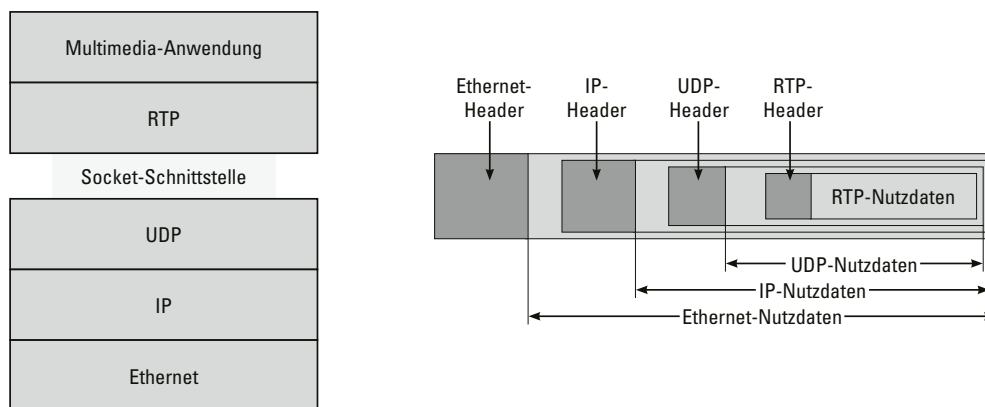 Multimedia-Anwendung
RTP
Socket-Schnittstelle
UDP
IP
Ethernet
Ethernet-
Header
IP-
Header
UDP-
Header
RTP-
Header
RTP-Nutzdaten
UDP-Nutzdaten
IP-Nutzdaten
Ethernet-Nutzdaten